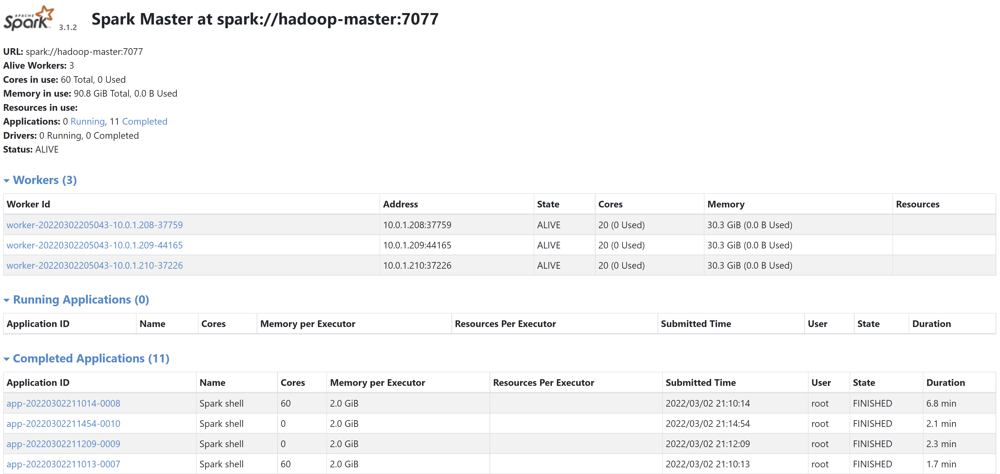 APACHE
Spark™ 3.1.2 Spark Master at spark://hadoop-master:7077
URL: spark://hadoop-master:7077
Alive Workers: 3
Cores in use: 60 Total, 0 Used
Memory in use: 90.8 GiB Total, 0.0 B Used
Resources in use:
Applications: 0 Running, 11 Completed
Drivers: 0 Running, 0 Completed
Status: ALIVE
Workers (3)
Worker Id Address State Cores Memory Resources
worker-20220302205043-10.0.1.208-37759 10.0.1.208:37759 ALIVE 20 (0 Used) 30.3 GiB (0.0 B Used)
worker-20220302205043-10.0.1.209-44165 10.0.1.209:44165 ALIVE 20 (0 Used) 30.3 GiB (0.0 B Used)
worker-20220302205043-10.0.1.210-37226 10.0.1.210:37226 ALIVE 20 (0 Used) 30.3 GiB (0.0 B Used)
Running Applications (0)
Application ID Name Cores Memory per Executor Resources Per Executor Submitted Time User State Duration
Completed Applications (11)
Application ID Name Cores Memory per Executor Resources Per Executor Submitted Time User State Duration
app-20220302211014-0008 Spark shell 60 2.0 GiB 2022/03/02 21:10:14 root FINISHED 6.8 min
app-20220302211454-0010 Spark shell 0 2.0 GiB 2022/03/02 21:14:54 root FINISHED 2.1 min
app-20220302211209-0009 Spark shell 0 2.0 GiB 2022/03/02 21:12:09 root FINISHED 2.3 min
app-20220302211013-0007 Spark shell 60 2.0 GiB 2022/03/02 21:10:13 root FINISHED 1.7 min